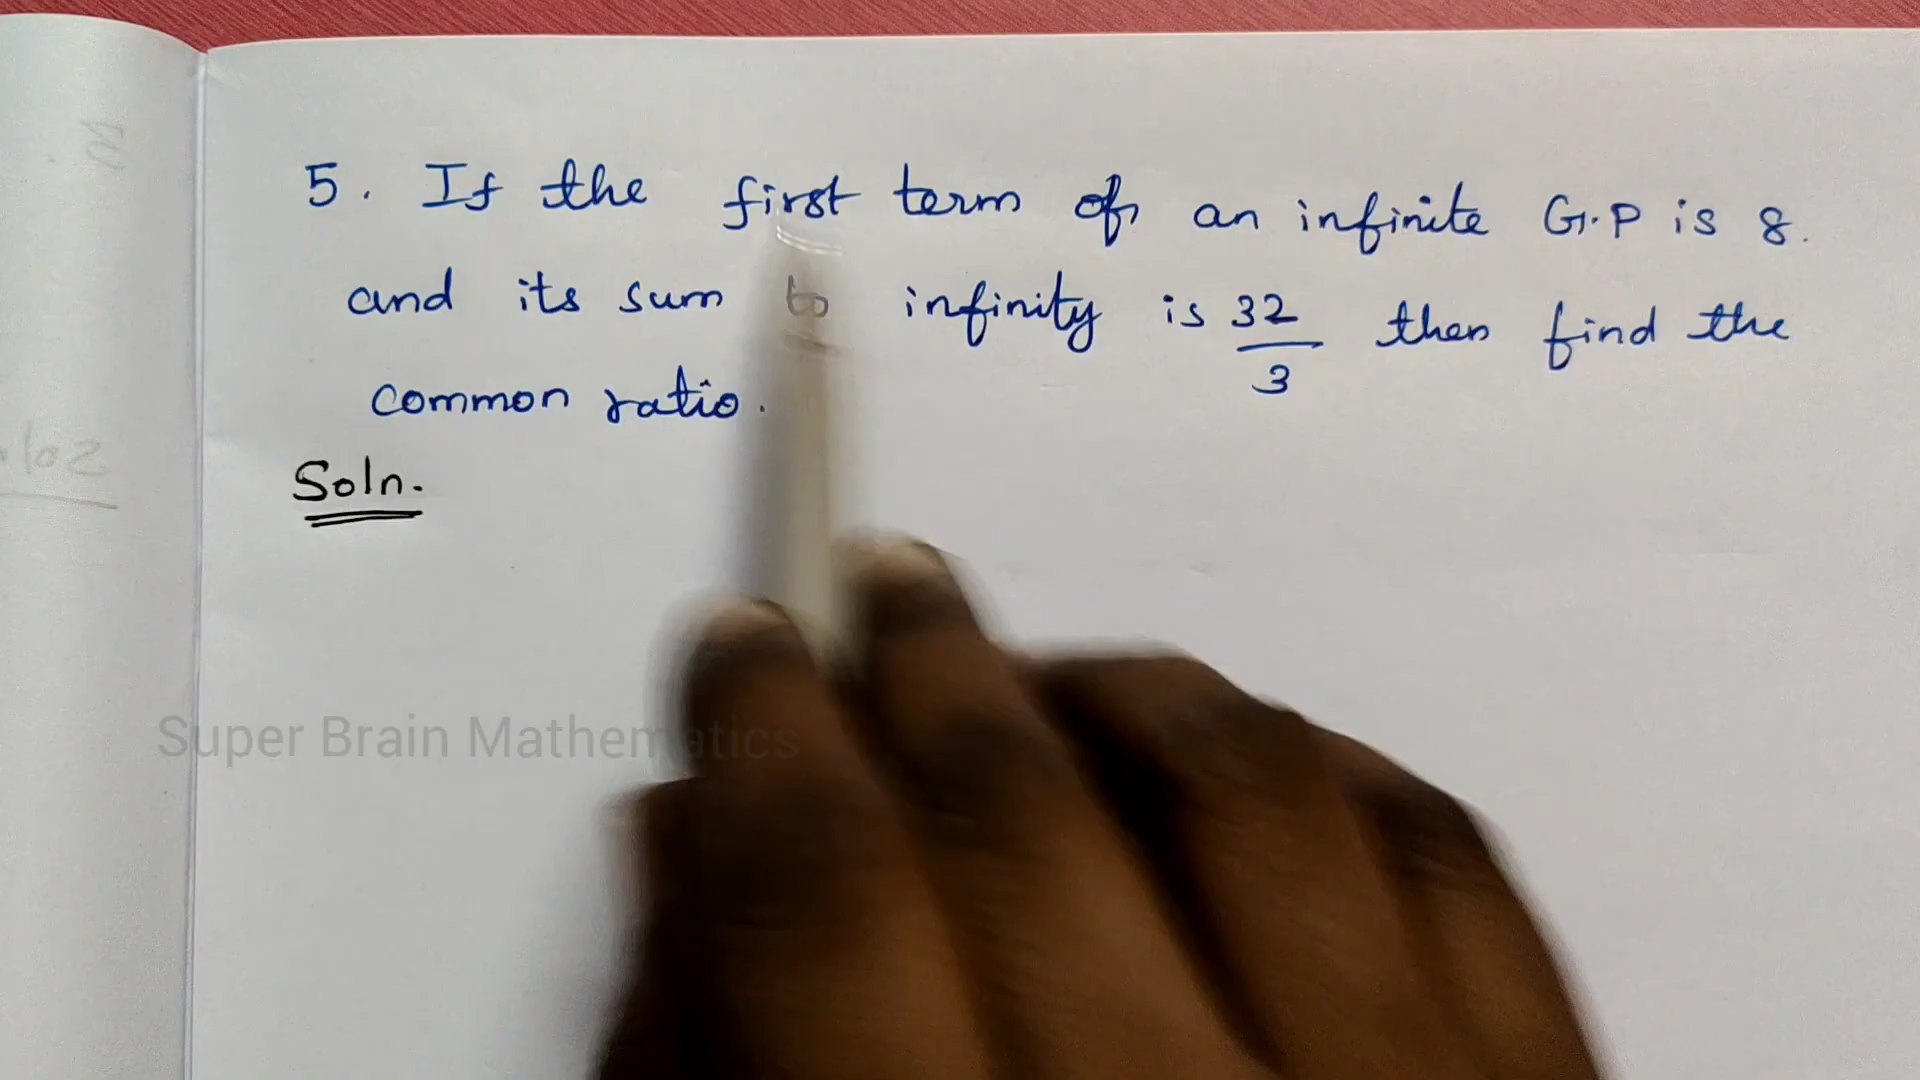 5. If the first term of an infinite G.P is 8.
and its sum to infinity is 32/3 then find the
common ratio.
Soln.
Super Brain Mathematics